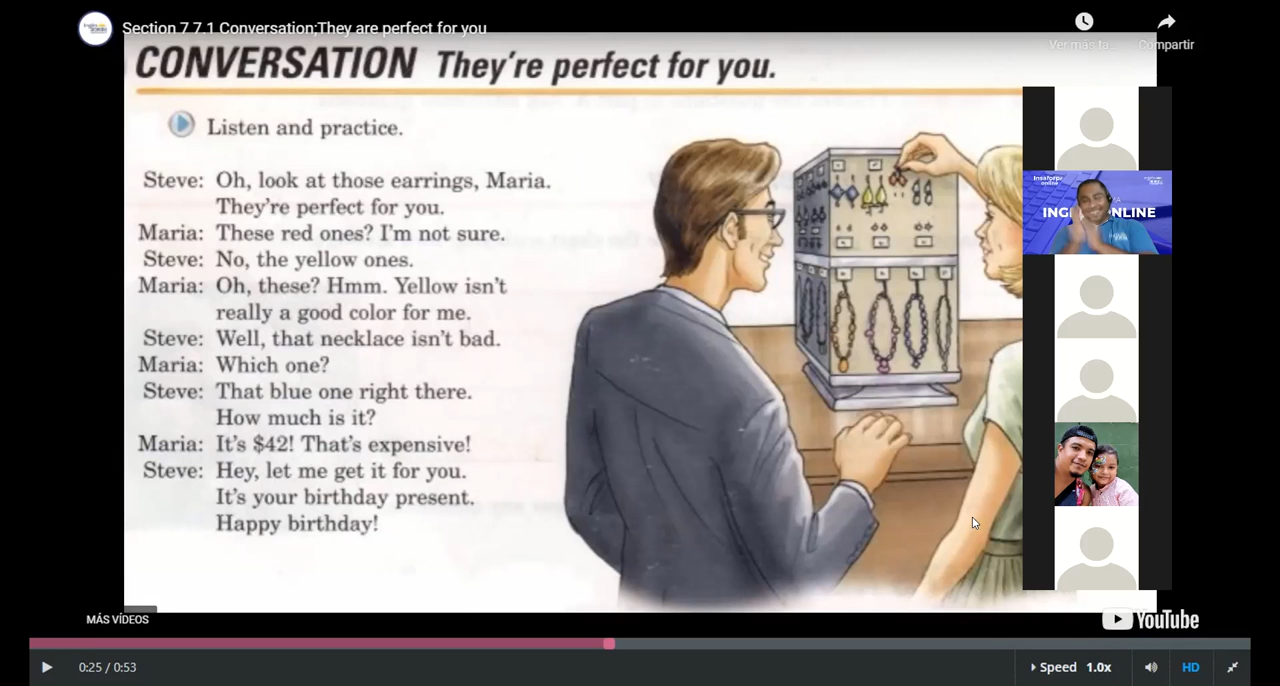 Section 7 7.1 Conversation;They are perfect for you
Ver más ta...
Compartir
CONVERSATION They're perfect for you.
Listen and practice.
Steve: Oh, look at those earrings, Maria.
They're perfect for you.
Maria: These red ones? I'm not sure.
Steve: No, the yellow ones.
Maria: Oh, these? Hmm. Yellow isn't
really a good color for me.
Steve: Well, that necklace isn't bad.
Maria: Which one?
Steve: That blue one right there.
How much is it?
Maria: It's $42! That's expensive!
Steve: Hey, let me get it for you.
It's your birthday present.
Happy birthday!
MÁS VÍDEOS
YouTube
0:25 / 0:53
Speed 1.0x
HD